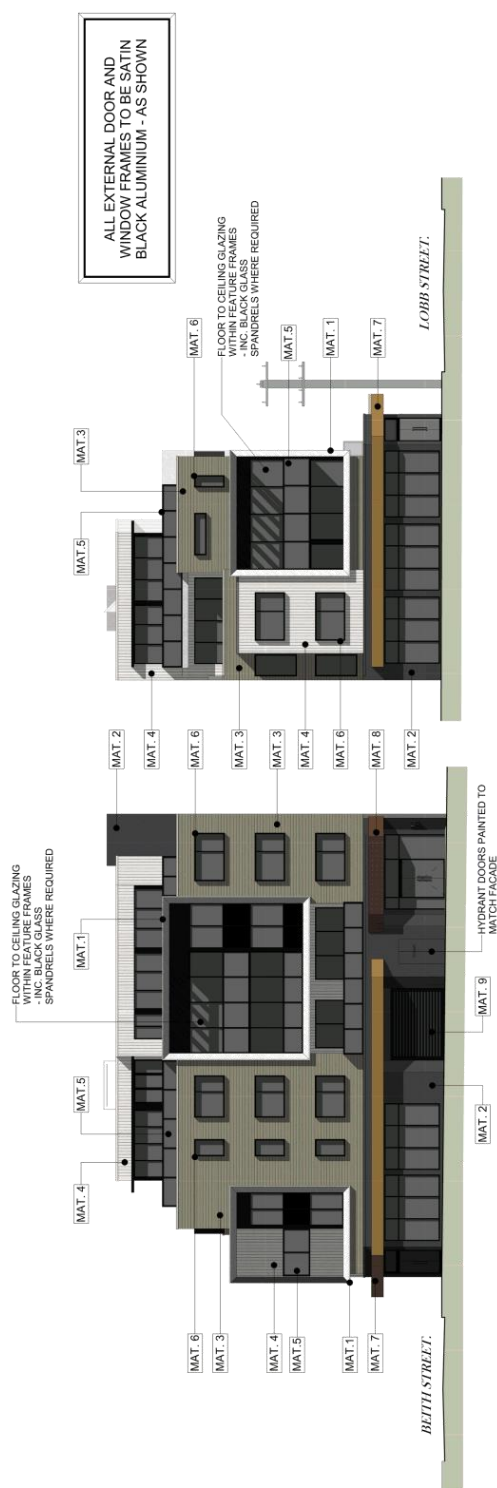 ALL EXTERNAL DOOR AND
WINDOW FRAMES TO BE SATIN
BLACK ALUMINIUM - AS SHOWN
FLOOR TO CEILING GLAZING
WITHIN FEATURE FRAMES
- INC. BLACK GLASS
SPANDRELS WHERE REQUIRED
MAT. 4
MAT.5
MAT.1
MAT. 2
MAT. 6
MAT. 3
MAT. 4
MAT.5
MAT.1
MAT. 7
MAT. 6
MAT. 3
MAT. 8
MAT. 2
MAT. 9
HYDRANT DOORS PAINTED TO
MATCH FACADE
BEITH STREET.
MAT.5
MAT.3
MAT. 4
MAT. 3
MAT. 4
MAT. 6
MAT. 2
MAT. 6
FLOOR TO CEILING GLAZING
WITHIN FEATURE FRAMES
- INC. BLACK GLASS
SPANDRELS WHERE REQUIRED
MAT.5
MAT. 1
MAT. 7
LOBB STREET.